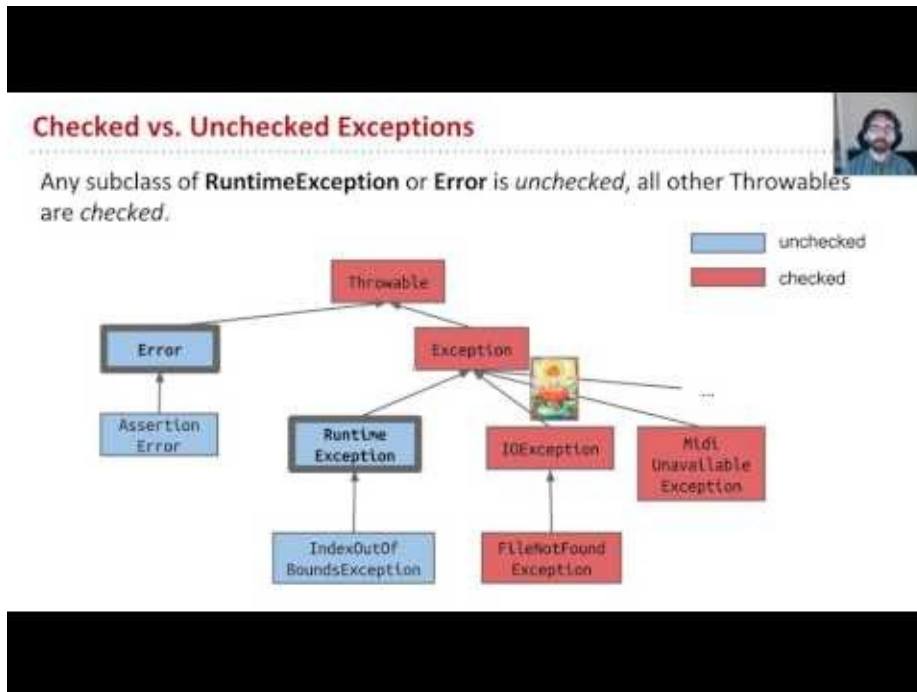 Checked vs. Unchecked Exceptions
Any subclass of RuntimeException or Error is unchecked, all other Throwables
are checked.
unchecked
checked
Throwable
Error
Exception
...
Assertion
Error
Runtime
Exception
IOException
Midi
Unavailable
Exception
IndexOutOf
BoundsException
FileNotFound
Exception